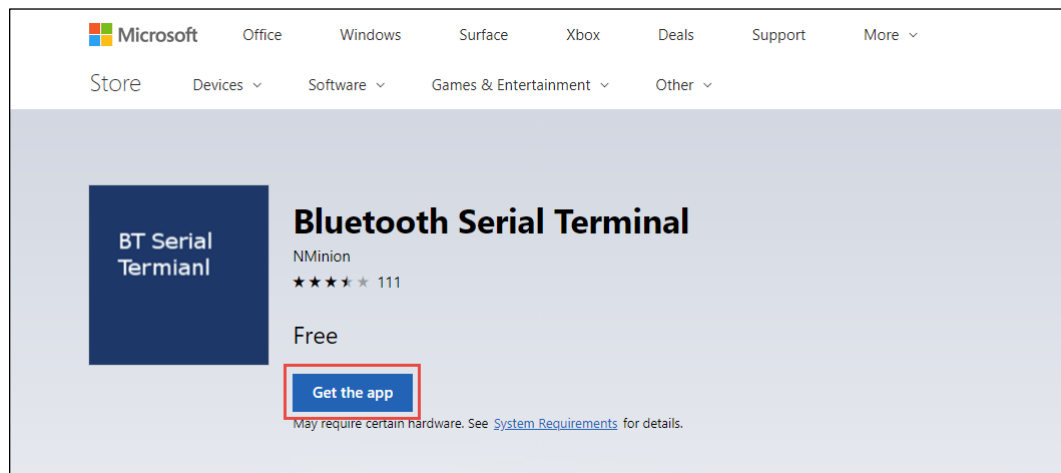 Microsoft Office Windows Surface Xbox Deals Support More
Store Devices Software Games & Entertainment Other
BT Serial
Termianl
Bluetooth Serial Terminal
NMinion
111
Free
Get the app
May require certain hardware. See System Requirements for details.